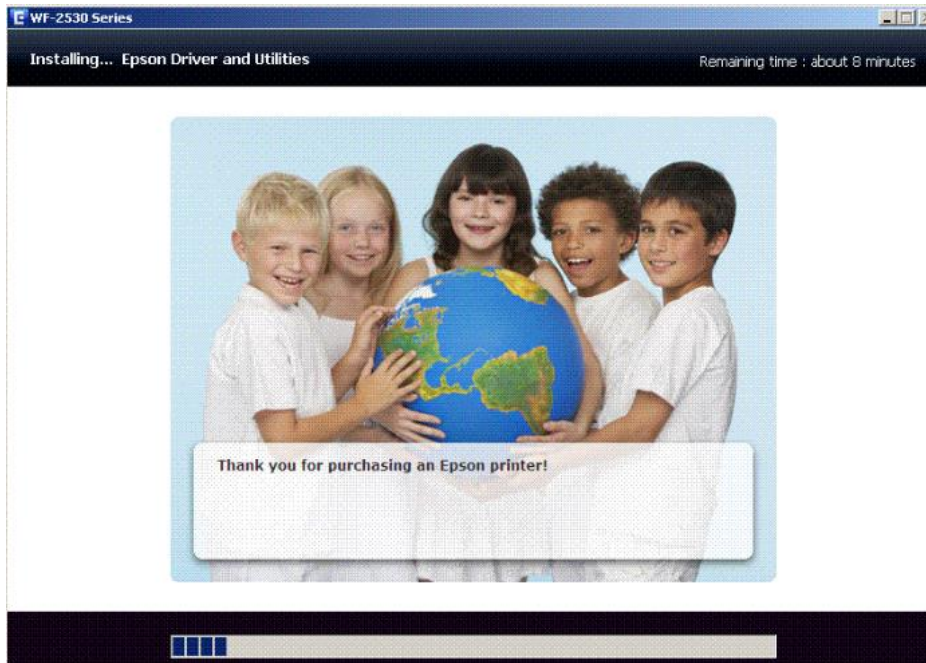 WF-2530 Series
Installing... Epson Driver and Utilities
Remaining time : about 8 minutes
Thank you for purchasing an Epson printer!